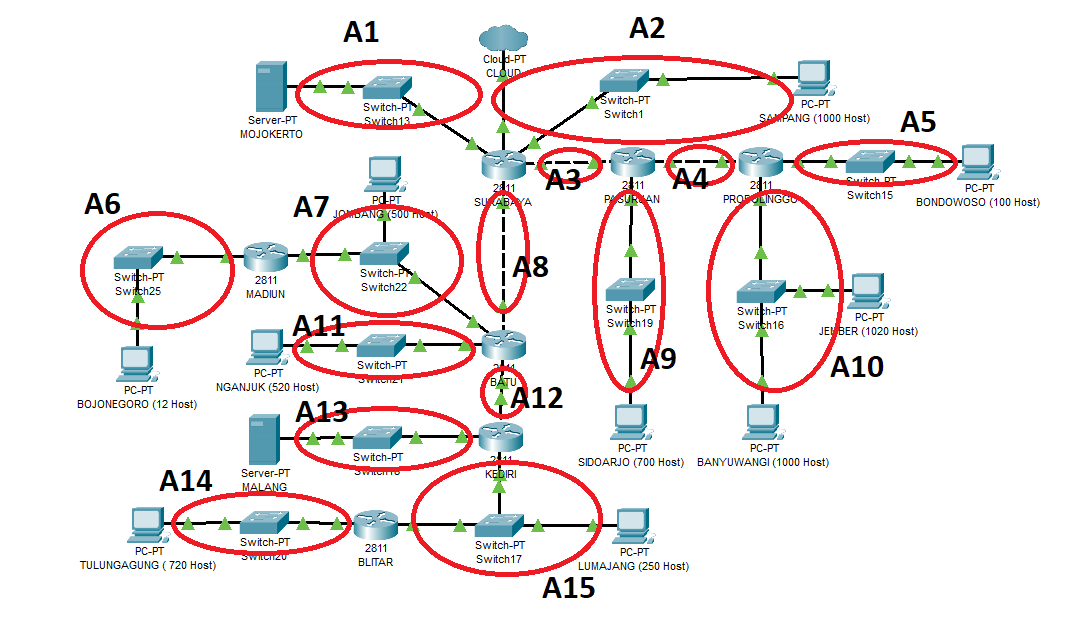 A1
A2
Cloud-PT
CLOUD
Switch-PT
Switch13
Server-PT
MOJOKERTO
Switch-PT
Switch1
PC-PT
SAMPANG (1000 Host)
A5
2811
SURABAYA
A3
2811
PASURUAN
A4
2811
PROBOLINGGO
Switch-PT
Switch15
PC-PT
BONDOWOSO (100 Host)
A6
A7
PC-PT
JOMBANG (500 Host)
Switch-PT
Switch25
2811
MADIUN
Switch-PT
Switch22
A8
Switch-PT
Switch19
Switch-PT
Switch16
PC-PT
JEMBER (1020 Host)
A11
A9
A10
PC-PT
NGANJUK (520 Host)
Switch-PT
Switch21
2811
BATU
PC-PT
BOJONEGORO (12 Host)
A12
A13
Server-PT
MALANG
Switch-PT
2811
KEDIRI
PC-PT
SIDOARJO (700 Host)
PC-PT
BANYUWANGI (1000 Host)
A14
PC-PT
TULUNGAGUNG ( 720 Host)
Switch-PT
Switch20
2811
BLITAR
Switch-PT
Switch17
PC-PT
LUMAJANG (250 Host)
A15